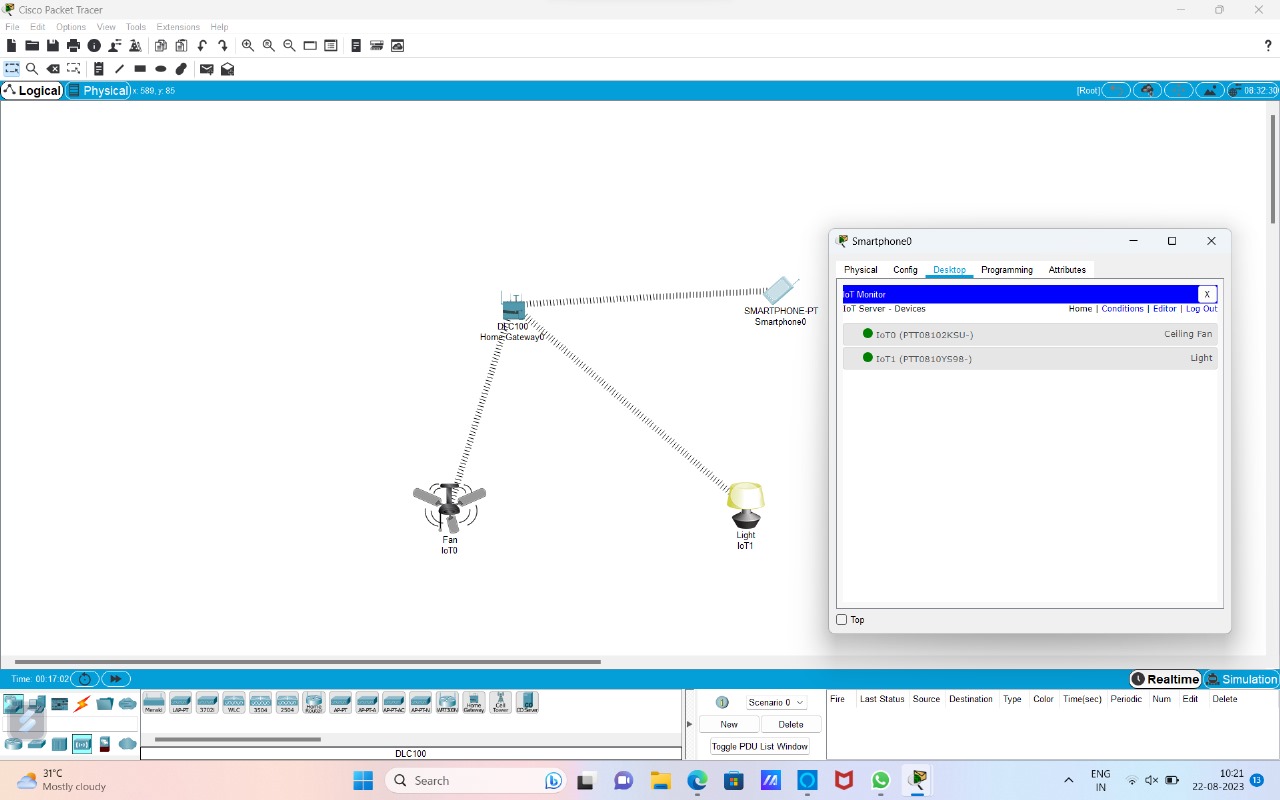 Cisco Packet Tracer
File Edit Options View Tools Extensions Help
?
Logical Physical x: 589, y: 85 [Root] 08:32:30
DLC100
Home Gateway0
SMARTPHONE-PT
Smartphone0
Fan
IoT0
Light
IoT1
Smartphone0
Physical Config Desktop Programming Attributes
IoT Monitor X
IoT Server - Devices Home | Conditions | Editor | Log Out
IoT0 (PTT08102KSU-) Ceiling Fan
IoT1 (PTT0810YS98-) Light
Top
Time: 00:17:02 Realtime Simulation
Meraki LAP-PT 3702i WLC 3504 2504 Home Router AP-PT AP-PT-A AP-PT-AC AP-PT-N WRT300N Home Gateway Cell Tower CO Server
DLC100
Scenario 0
New Delete
Toggle PDU List Window
Fire Last Status Source Destination Type Color Time(sec) Periodic Num Edit Delete
31°C
Mostly cloudy
Search
ENG
IN
10:21
22-08-2023
13